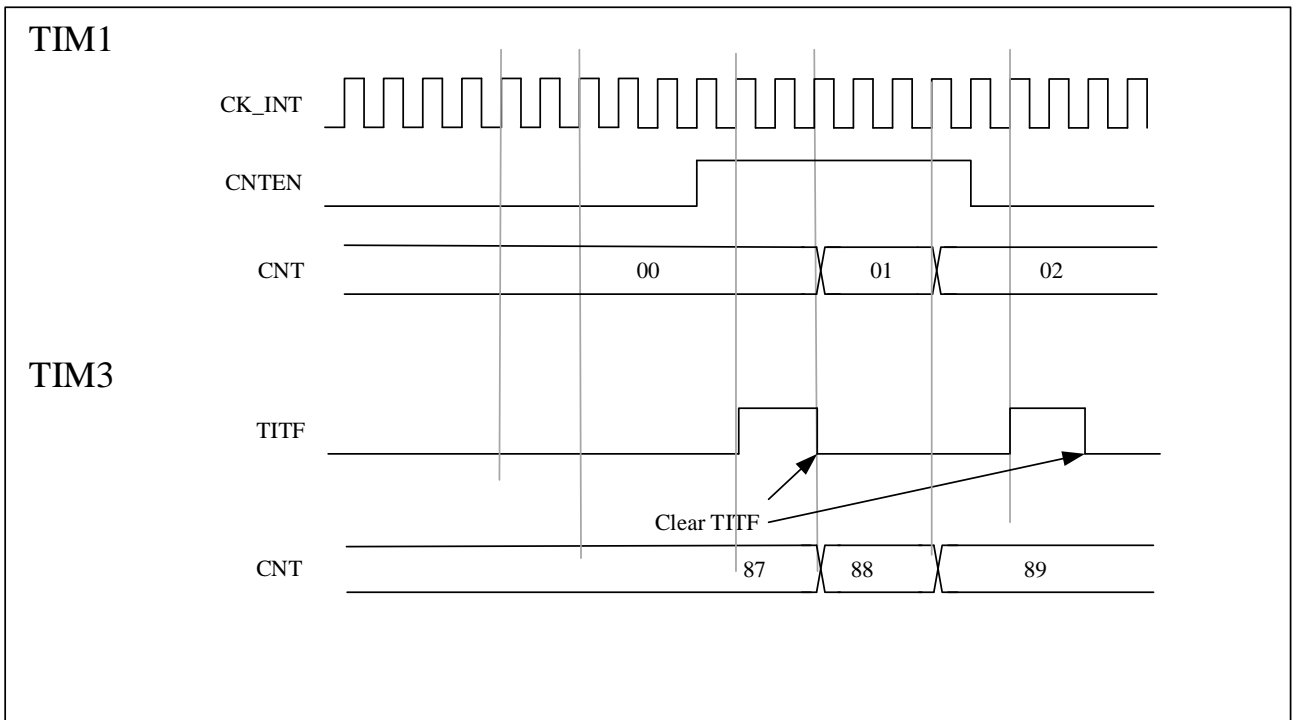 TIM1
CK_INT
CNTEN
CNT 00 01 02
TIM3
TITF
Clear TITF
CNT 87 88 89